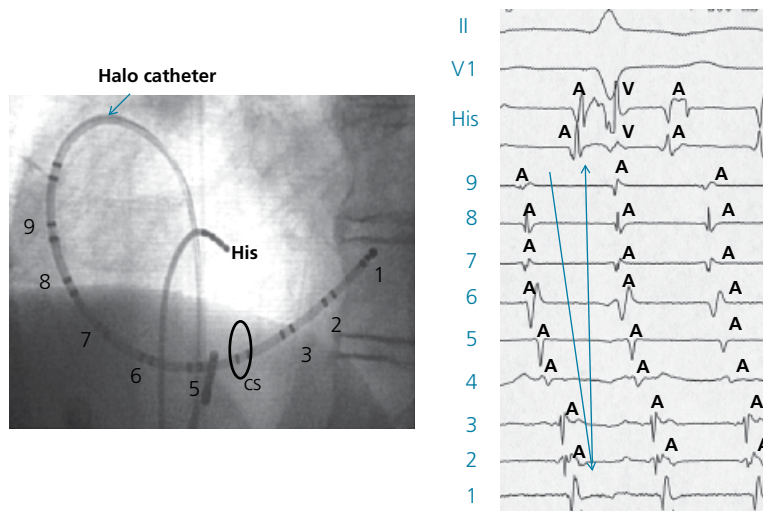 Halo catheter
9
8
7
6
5
His
CS
3
2
1
II
V1
His
9
8
7
6
5
4
3
2
1
A V A
A V A
A A A
A A A
A A A
A A A
A A A
A A A
A A A
A A A